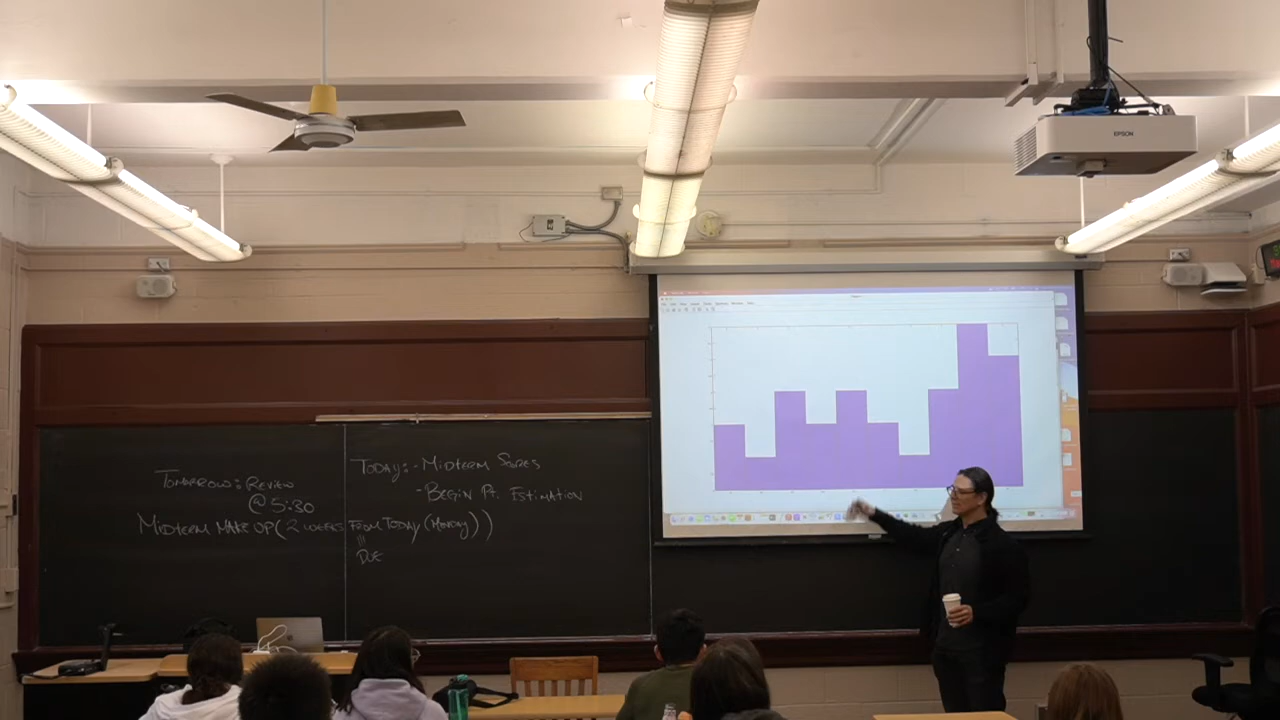 TOMORROW: REVIEW
@ 5:30
MIDTERM MAKE UP (2 WEEKS FROM TODAY (MONDAY))
DUE
TODAY: - MIDTERM SCORES
- BEGIN PT. ESTIMATION
EPSON